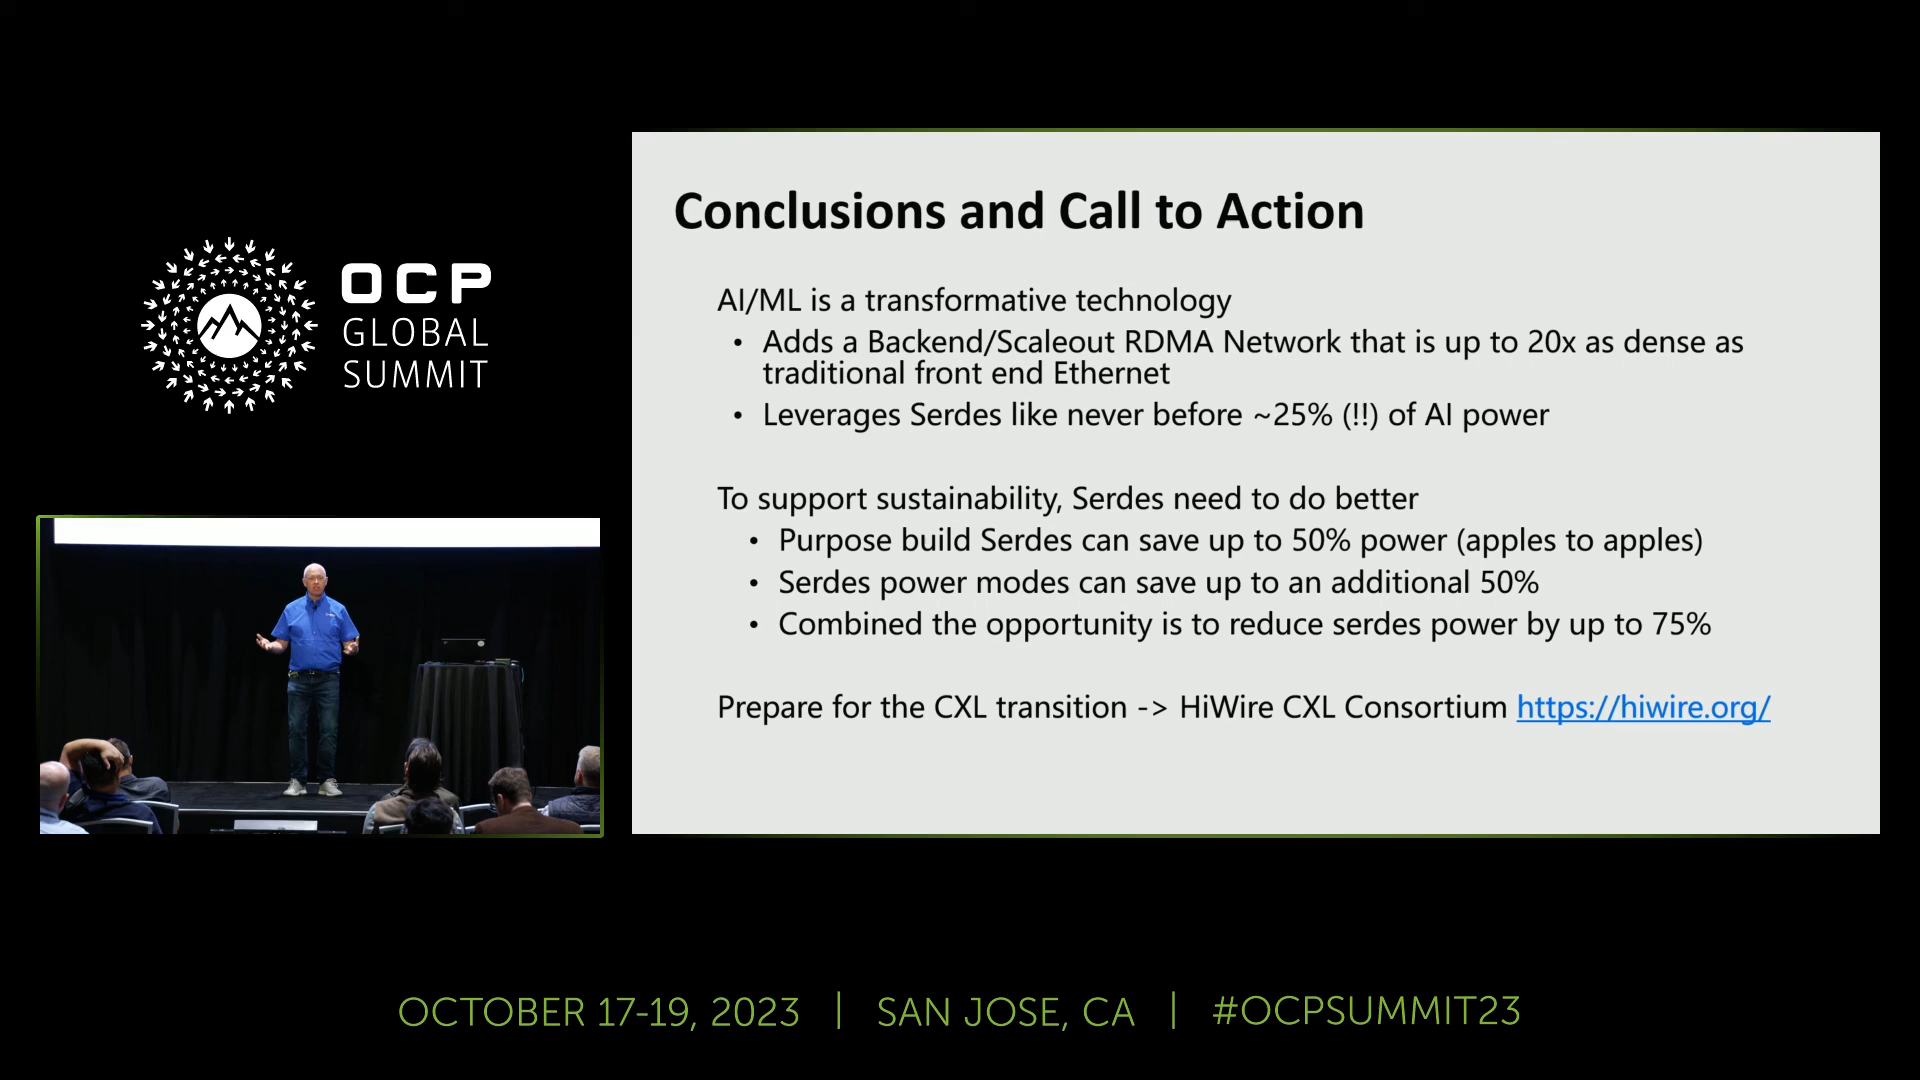 OCP
GLOBAL
SUMMIT
Conclusions and Call to Action
AI/ML is a transformative technology
• Adds a Backend/Scaleout RDMA Network that is up to 20x as dense as
traditional front end Ethernet
• Leverages Serdes like never before ~25% (!!) of AI power
To support sustainability, Serdes need to do better
• Purpose build Serdes can save up to 50% power (apples to apples)
• Serdes power modes can save up to an additional 50%
• Combined the opportunity is to reduce serdes power by up to 75%
Prepare for the CXL transition -> HiWire CXL Consortium https://hiwire.org/
OCTOBER 17-19, 2023 | SAN JOSE, CA | #OCPSUMMIT23